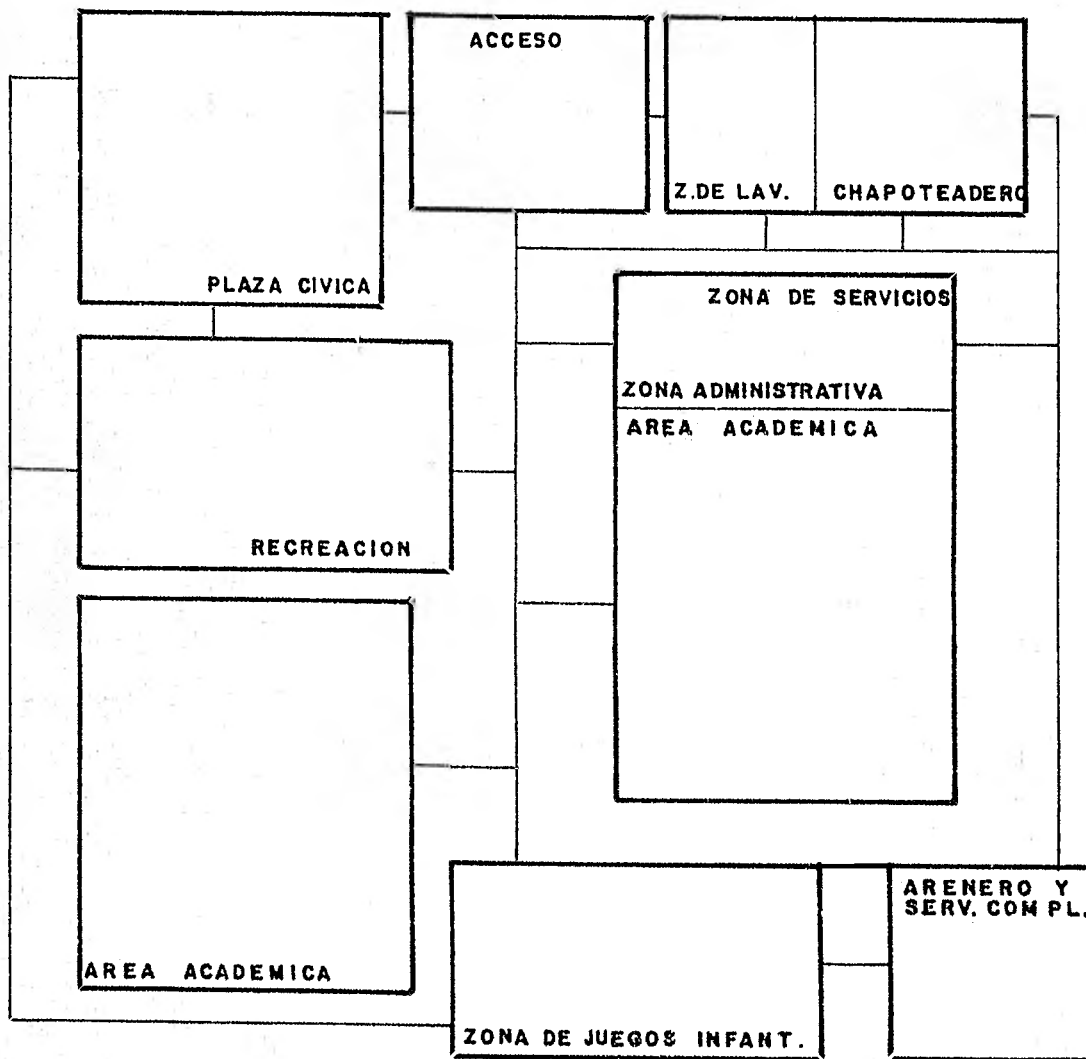 ACCESO
Z.DE LAV.
CHAPOTEADERO
PLAZA CIVICA
ZONA DE SERVICIOS
ZONA ADMINISTRATIVA
AREA ACADEMICA
RECREACION
ARENERO Y
SERV. COM PL.
AREA ACADEMICA
ZONA DE JUEGOS INFANT.